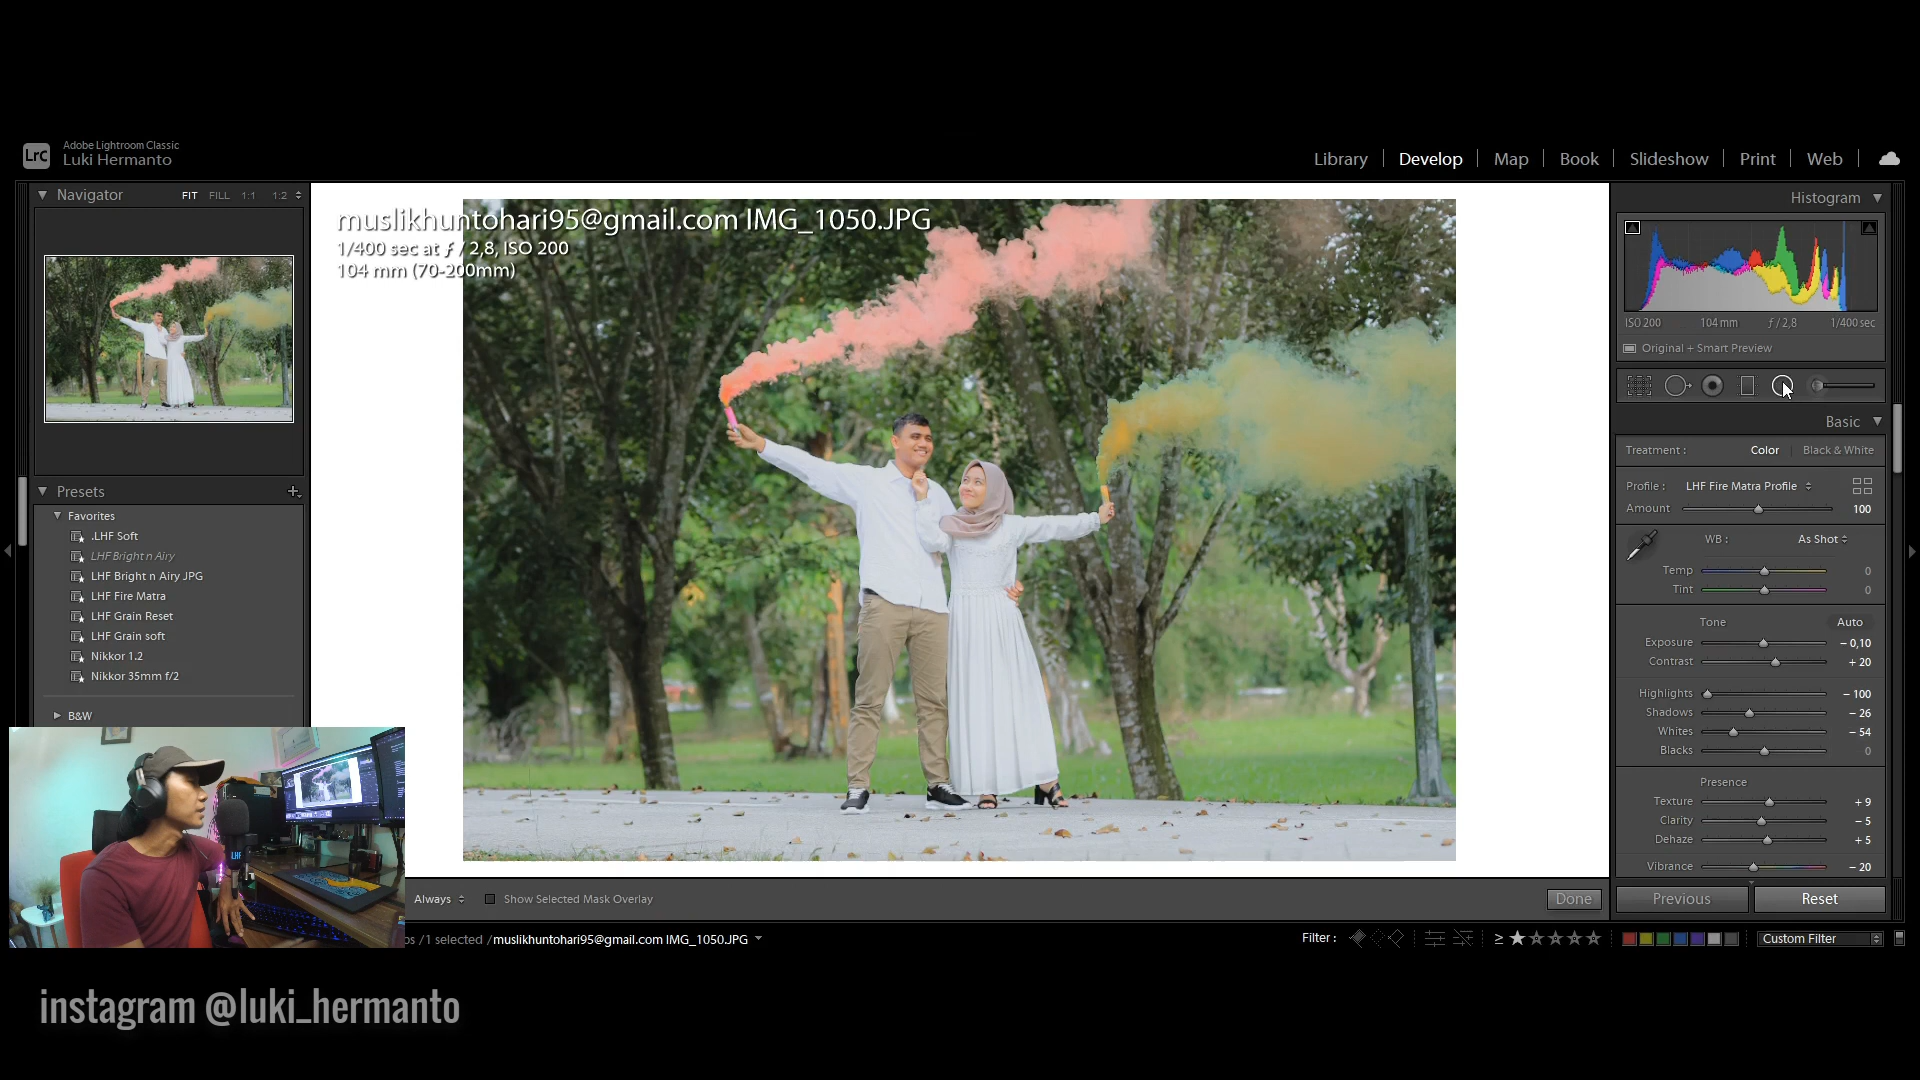 Adobe Lightroom Classic
LrC
Luki Hermanto
Library
Develop
Map
Book
Slideshow
Print
Web
Navigator
FIT
FILL
1:1
1:2
Presets
Favorites
.LHF Soft
LHF Bright n Airy
LHF Bright n Airy JPG
LHF Fire Matra
LHF Grain Reset
LHF Grain soft
Nikkor 1.2
Nikkor 35mm f/2
B&W
muslikhuntohari95@gmail.com IMG_1050.JPG
1/400 sec at ƒ / 2,8, ISO 200
104 mm (70-200mm)
Histogram
ISO 200 104 mm ƒ / 2,8 1/400 sec
Original + Smart Preview
Basic
Treatment : Color Black & White
Profile : LHF Fire Matra Profile
Amount 100
WB : As Shot
Temp 0
Tint 0
Tone Auto
Exposure − 0,10
Contrast + 20
Highlights − 100
Shadows − 26
Whites − 54
Blacks 0
Presence
Texture + 9
Clarity − 5
Dehaze + 5
Vibrance − 20
Previous
Reset
Always
Show Selected Mask Overlay
Done
/1 selected / muslikhuntohari95@gmail.com IMG_1050.JPG
Filter :
≥
Custom Filter
LHF
instagram @luki_hermanto